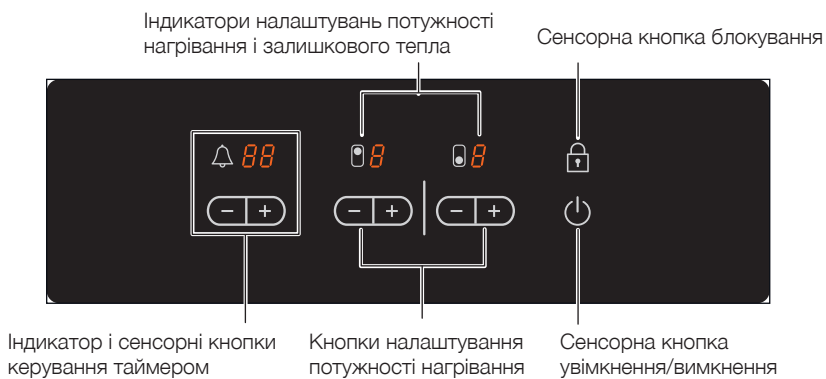 Індикатори налаштувань потужності
нагрівання і залишкового тепла
Сенсорна кнопка блокування
88
8
8
− +
− +
− +
Індикатор і сенсорні кнопки
керування таймером
Кнопки налаштування
потужності нагрівання
Сенсорна кнопка
увімкнення/вимкнення